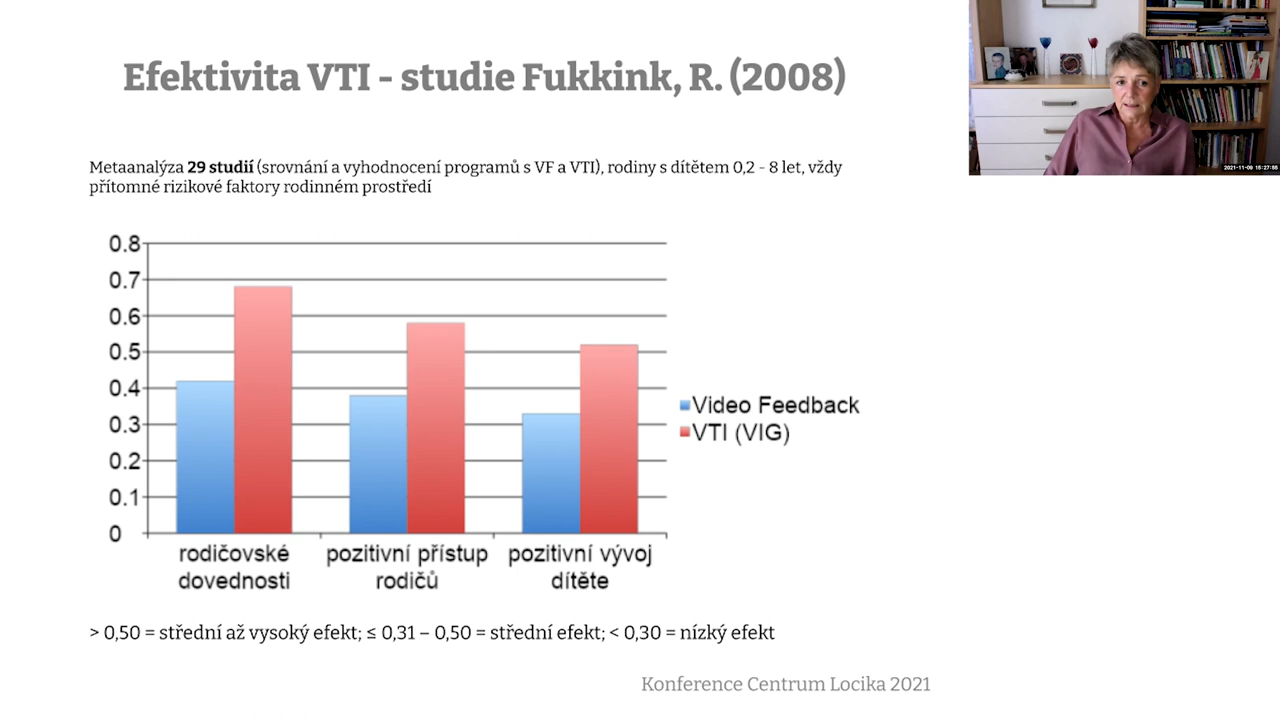 Efektivita VTI - studie Fukkink, R. (2008)
Metaanalýza 29 studií (srovnání a vyhodnocení programů s VF a VTI), rodiny s dítětem 0,2 - 8 let, vždy
přítomné rizikové faktory rodinném prostředí
0.8
0.7
0.6
0.5
0.4
0.3
0.2
0.1
0
rodičovské
dovednosti
pozitivní přístup
rodičů
pozitivní vývoj
dítěte
Video Feedback
VTI (VIG)
> 0,50 = střední až vysoký efekt; ≤ 0,31 – 0,50 = střední efekt; < 0,30 = nízký efekt
Konference Centrum Locika 2021